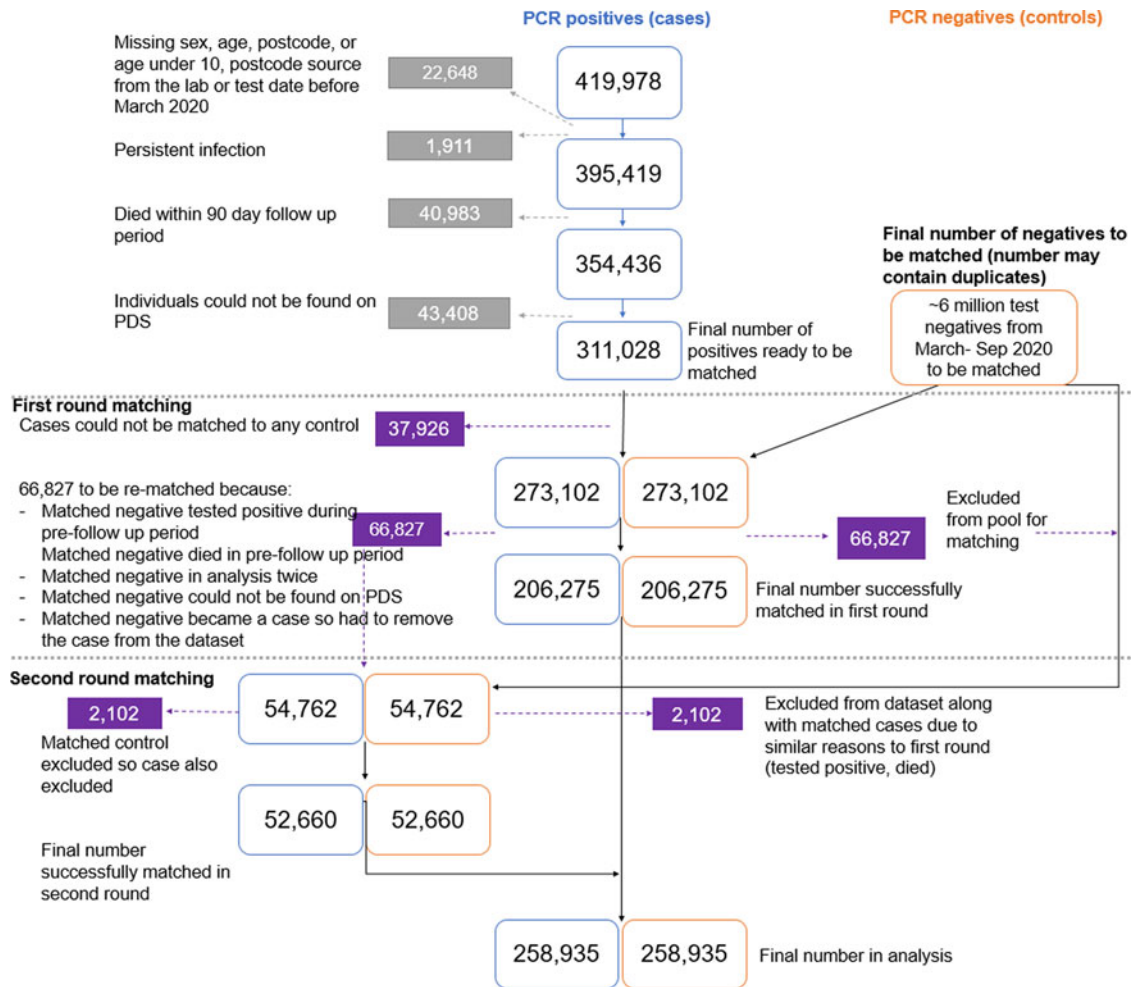 PCR positives (cases)
PCR negatives (controls)
Missing sex, age, postcode, or
age under 10, postcode source
from the lab or test date before
March 2020
22,648
419,978
Persistent infection
1,911
395,419
Died within 90 day follow up
period
40,983
354,436
Final number of negatives to
be matched (number may
contain duplicates)
~6 million test
negatives from
March- Sep 2020
to be matched
Individuals could not be found on
PDS
43,408
311,028
Final number of
positives ready to be
matched
First round matching
Cases could not be matched to any control
37,926
273,102
273,102
66,827 to be re-matched because:
- Matched negative tested positive during
pre-follow up period
Matched negative died in pre-follow up period
- Matched negative in analysis twice
- Matched negative could not be found on PDS
- Matched negative became a case so had to remove
the case from the dataset
66,827
66,827
Excluded
from pool for
matching
206,275
206,275
Final number successfully
matched in first round
Second round matching
2,102
54,762
54,762
2,102
Matched control
excluded so case also
excluded
Excluded from dataset along
with matched cases due to
similar reasons to first round
(tested positive, died)
52,660
52,660
Final number
successfully matched in
second round
258,935
258,935
Final number in analysis